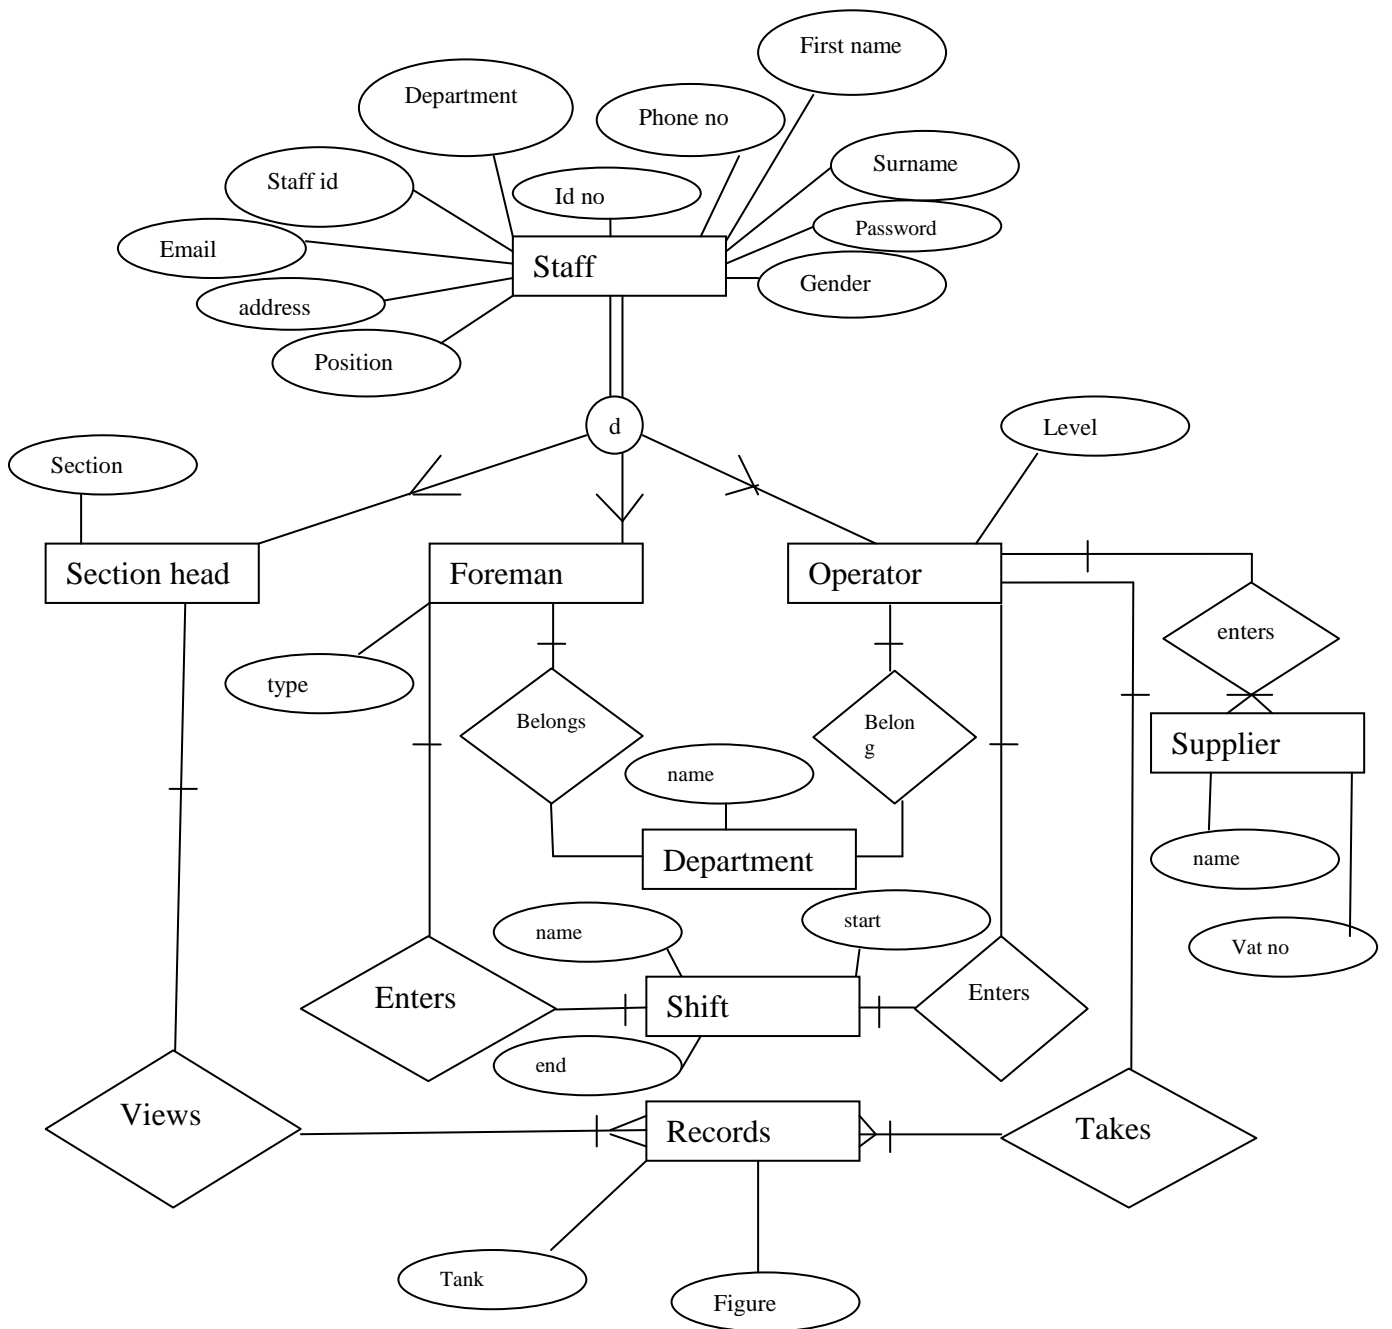 First name
Department
Phone no
Surname
Staff id
Id no
Password
Email
Staff
Gender
address
Position
d
Level
Section
Section head
Foreman
Operator
enters
type
Belongs
Belon
g
Supplier
name
Department
name
name
start
Vat no
Enters
Shift
Enters
end
Views
Records
Takes
Tank
Figure